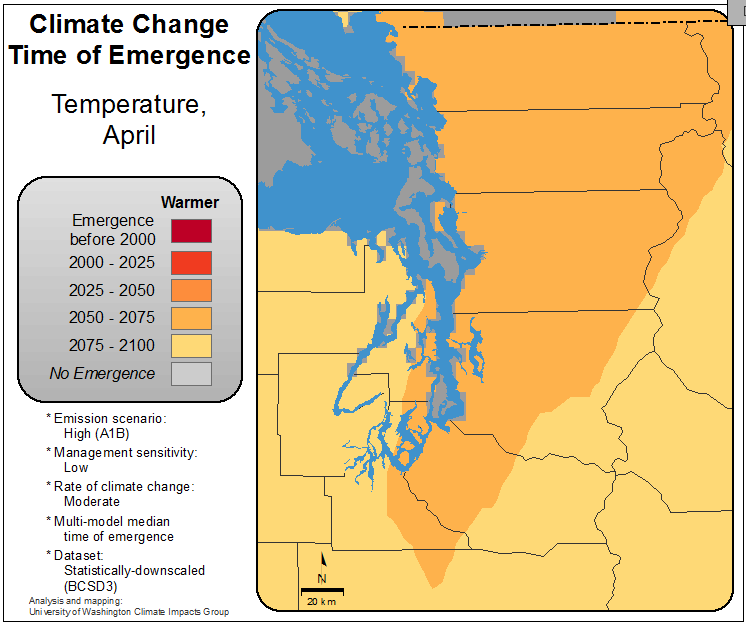 Climate Change
Time of Emergence
Temperature,
April
Warmer
Emergence
before 2000
2000 - 2025
2025 - 2050
2050 - 2075
2075 - 2100
No Emergence
* Emission scenario:
High (A1B)
* Management sensitivity:
Low
* Rate of climate change:
Moderate
* Multi-model median
time of emergence
* Dataset:
Statistically-downscaled
(BCSD3)
Analysis and mapping:
University of Washington Climate Impacts Group
N
20 km